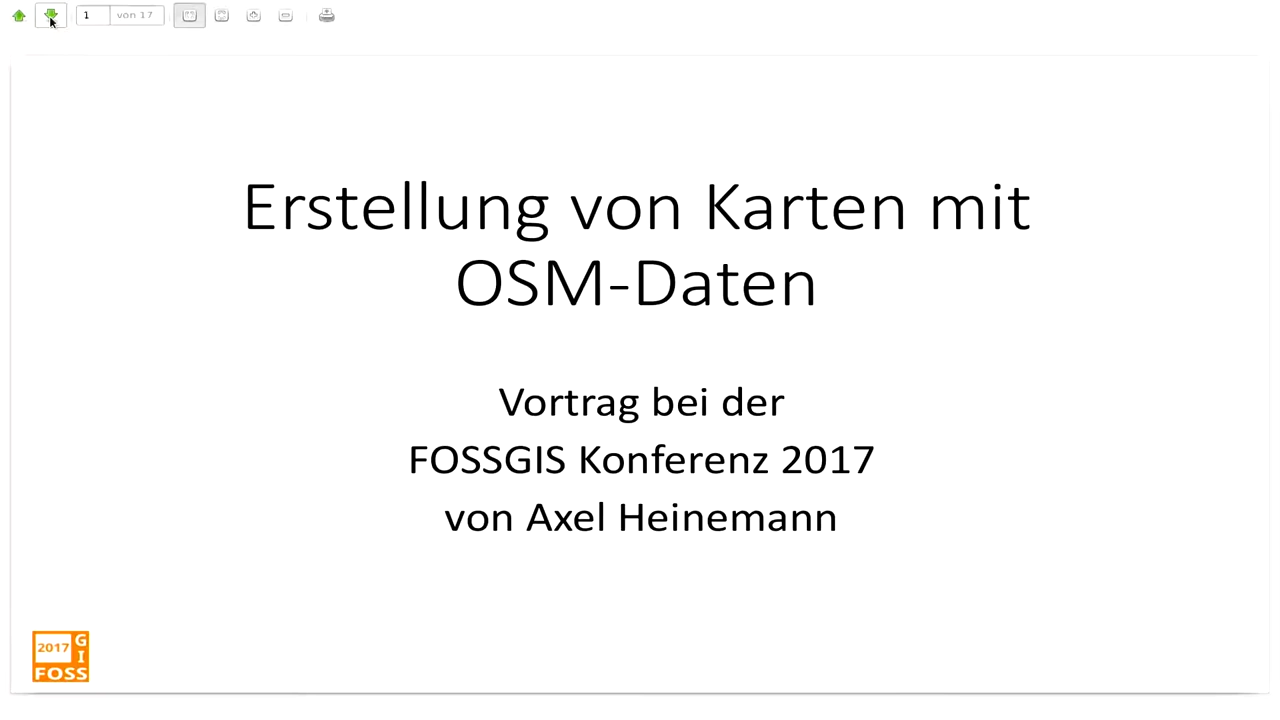 1 von 17
Erstellung von Karten mit
OSM-Daten
Vortrag bei der
FOSSGIS Konferenz 2017
von Axel Heinemann
2017 G
I
FOSS